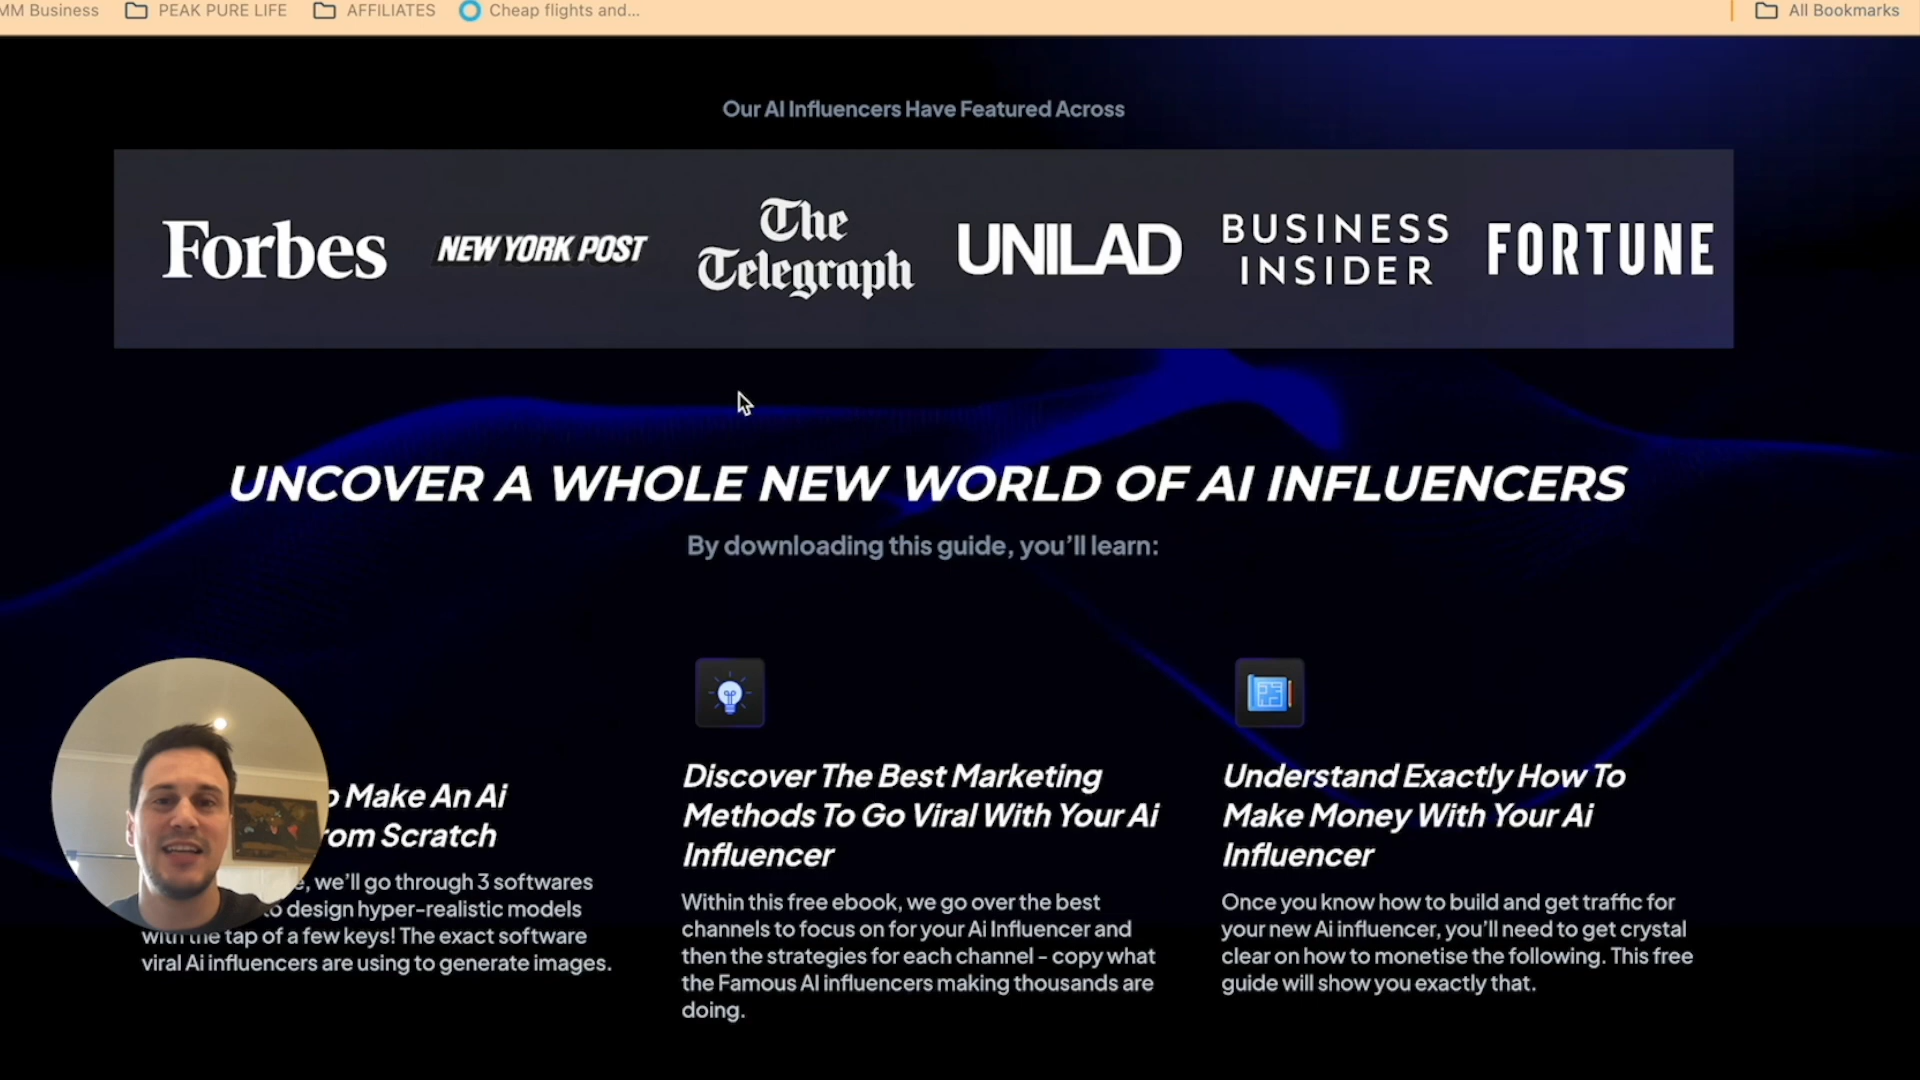 MM Business
PEAK PURE LIFE
AFFILIATES
Cheap flights and...
All Bookmarks
Our AI Influencers Have Featured Across
Forbes
NEW YORK POST
The
Telegraph
UNILAD
BUSINESS
INSIDER
FORTUNE
UNCOVER A WHOLE NEW WORLD OF AI INFLUENCERS
By downloading this guide, you'll learn:
Make An Ai
Scratch
we'll go through 3 softwares
design hyper-realistic models
with the tap of a few keys! The exact software
viral Ai influencers are using to generate images.
Discover The Best Marketing
Methods To Go Viral With Your Ai
Influencer
Within this free ebook, we go over the best
channels to focus on for your Ai Influencer and
then the strategies for each channel - copy what
the Famous AI influencers making thousands are
doing.
Understand Exactly How To
Make Money With Your Ai
Influencer
Once you know how to build and get traffic for
your new Ai influencer, you'll need to get crystal
clear on how to monetise the following. This free
guide will show you exactly that.